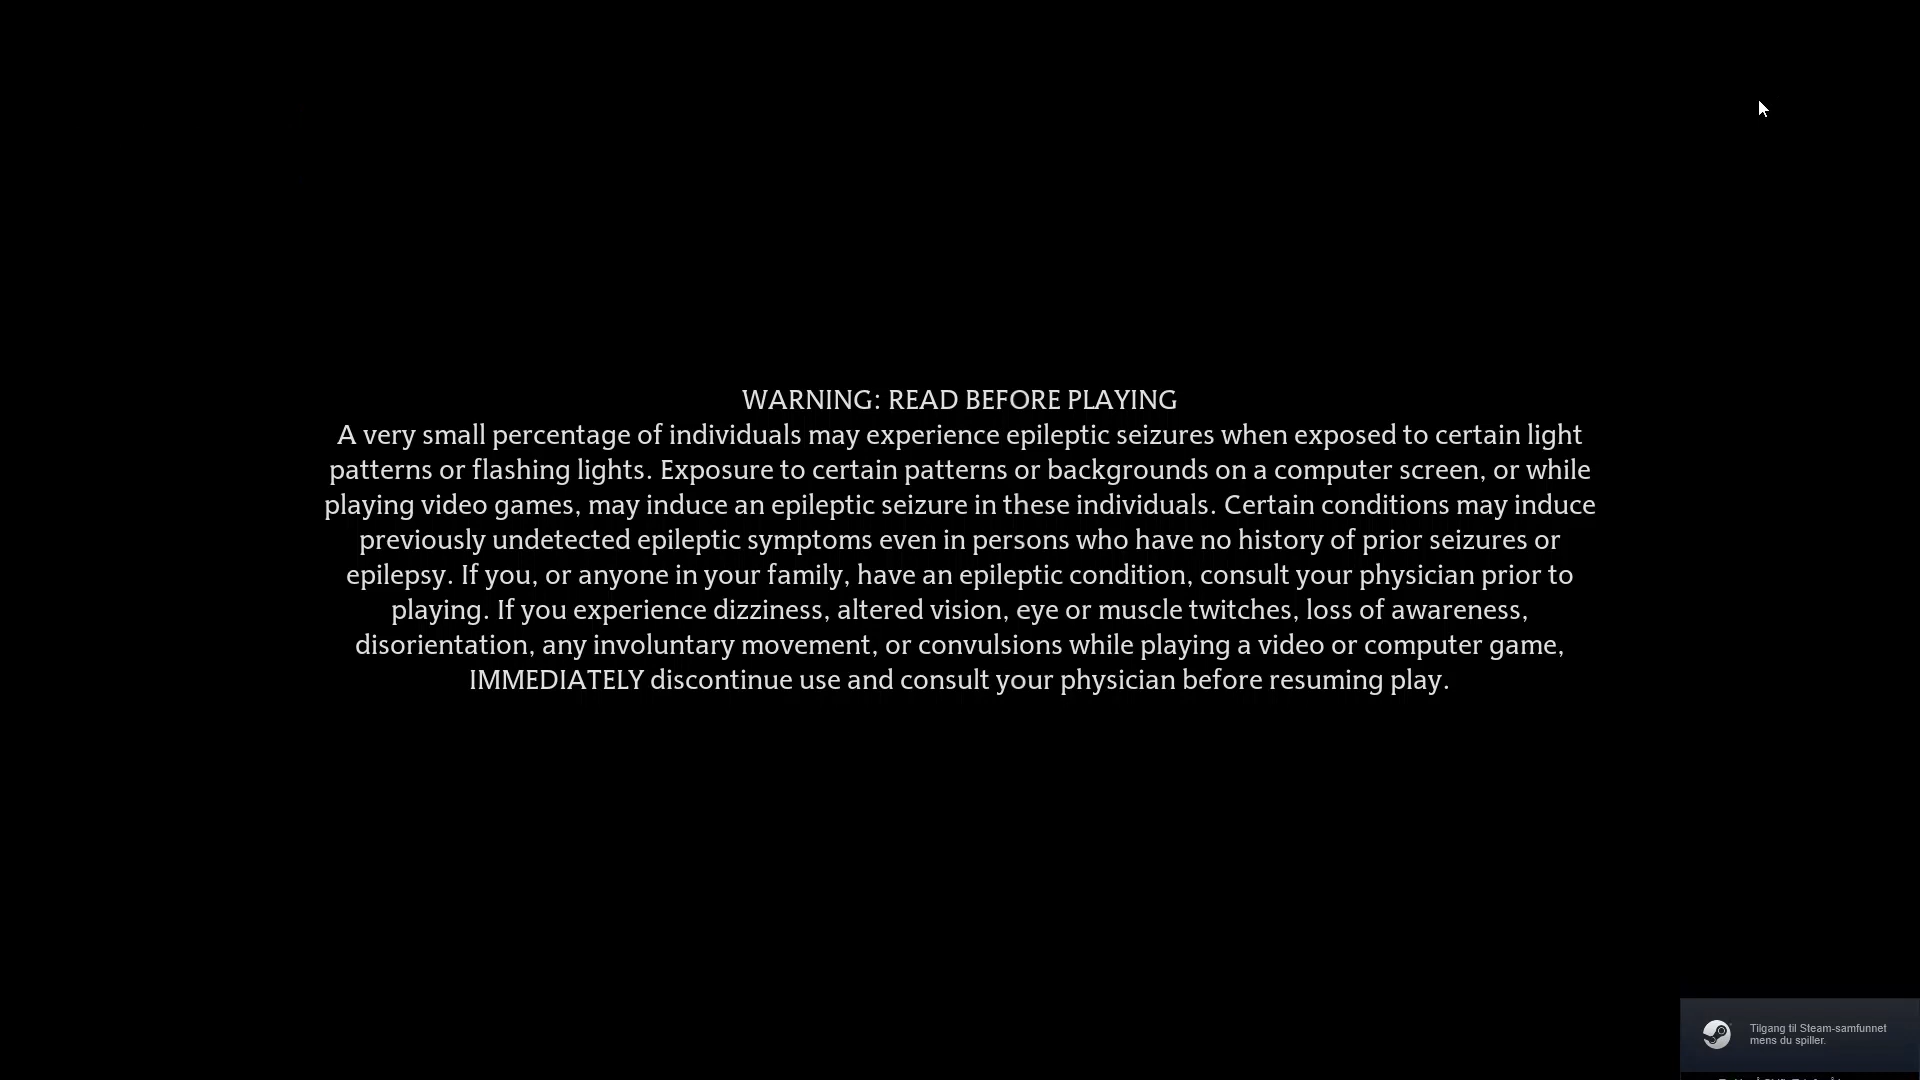 WARNING: READ BEFORE PLAYING
A very small percentage of individuals may experience epileptic seizures when exposed to certain light
patterns or flashing lights. Exposure to certain patterns or backgrounds on a computer screen, or while
playing video games, may induce an epileptic seizure in these individuals. Certain conditions may induce
previously undetected epileptic symptoms even in persons who have no history of prior seizures or
epilepsy. If you, or anyone in your family, have an epileptic condition, consult your physician prior to
playing. If you experience dizziness, altered vision, eye or muscle twitches, loss of awareness,
disorientation, any involuntary movement, or convulsions while playing a video or computer game,
IMMEDIATELY discontinue use and consult your physician before resuming play.
Tilgang til Steam-samfunnet
mens du spiller.